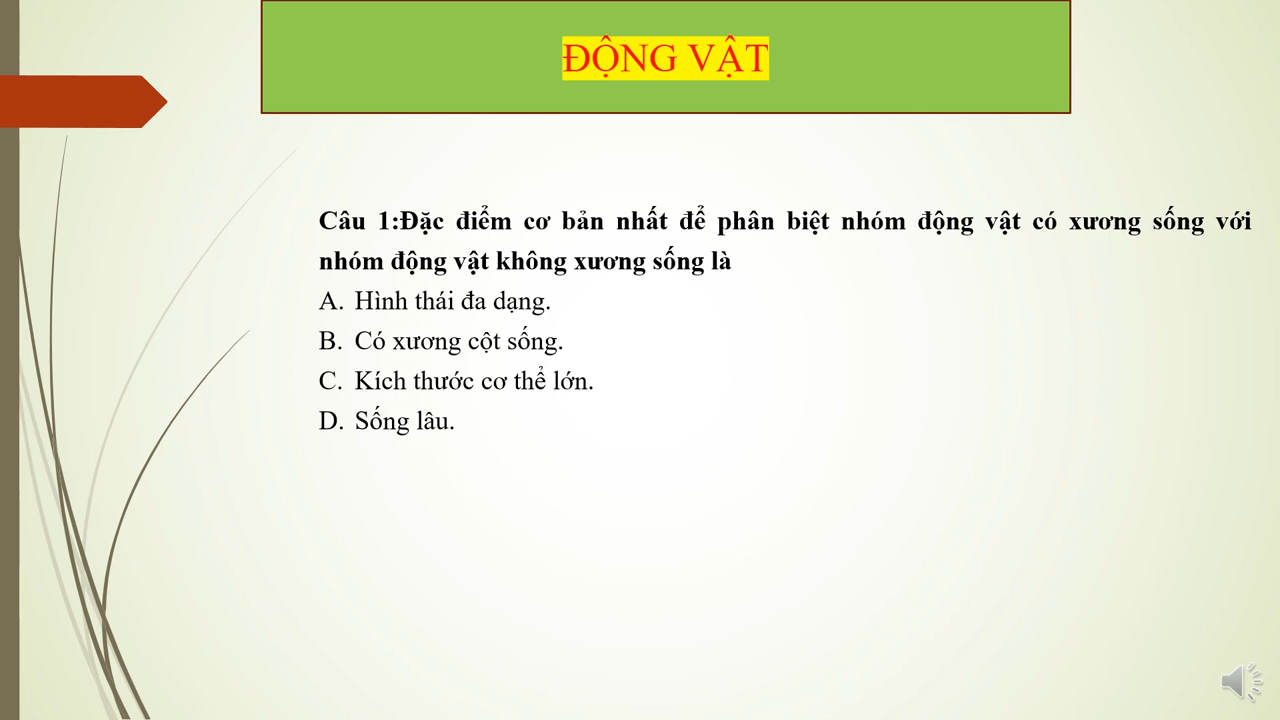 ĐỘNG VẬT
Câu 1:Đặc điểm cơ bản nhất để phân biệt nhóm động vật có xương sống với
nhóm động vật không xương sống là
A. Hình thái đa dạng.
B. Có xương cột sống.
C. Kích thước cơ thể lớn.
D. Sống lâu.